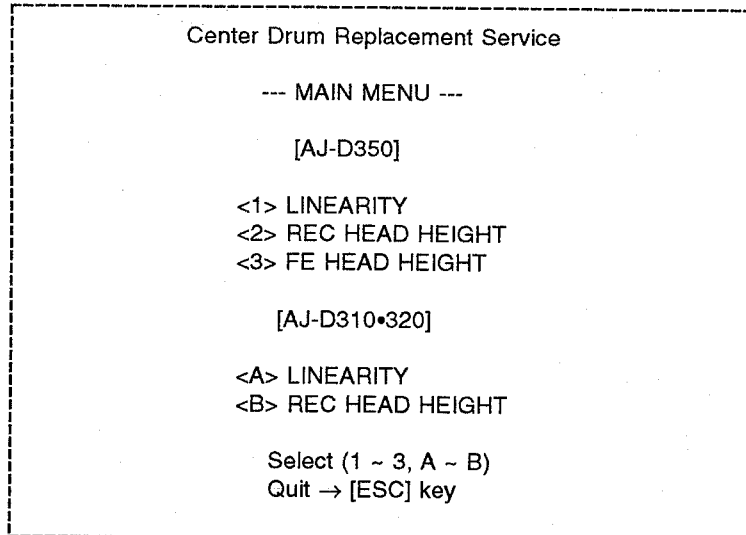 Center Drum Replacement Service
--- MAIN MENU ---
[AJ-D350]
<1> LINEARITY
<2> REC HEAD HEIGHT
<3> FE HEAD HEIGHT
[AJ-D310•320]
<A> LINEARITY
<B> REC HEAD HEIGHT
Select (1 ~ 3, A ~ B)
Quit → [ESC] key